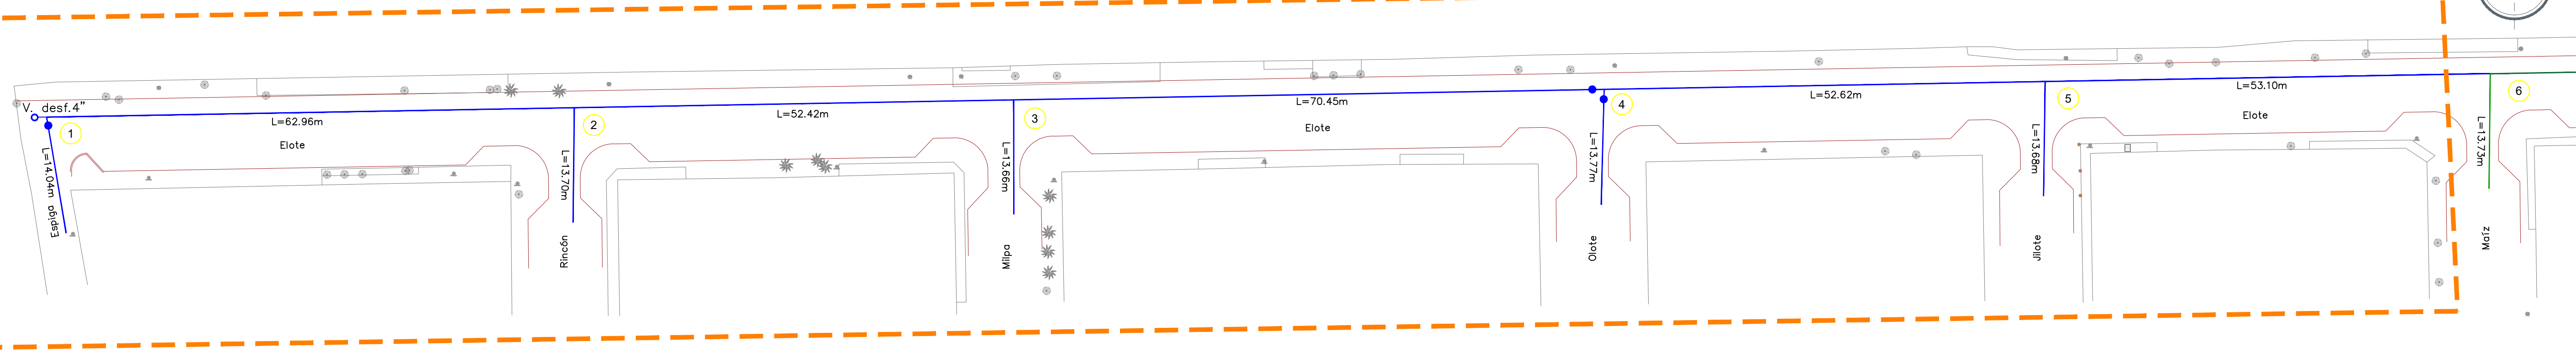 V. desf.4"
1
L=62.96m
Elote
L=14.04m
Espiga
2
L=13.70m
Rincón
L=52.42m
3
L=13.66m
Milpa
L=70.45m
Elote
4
L=13.77m
Olote
L=52.62m
5
L=13.68m
Jilote
L=53.10m
Elote
6
L=13.73m
Maíz